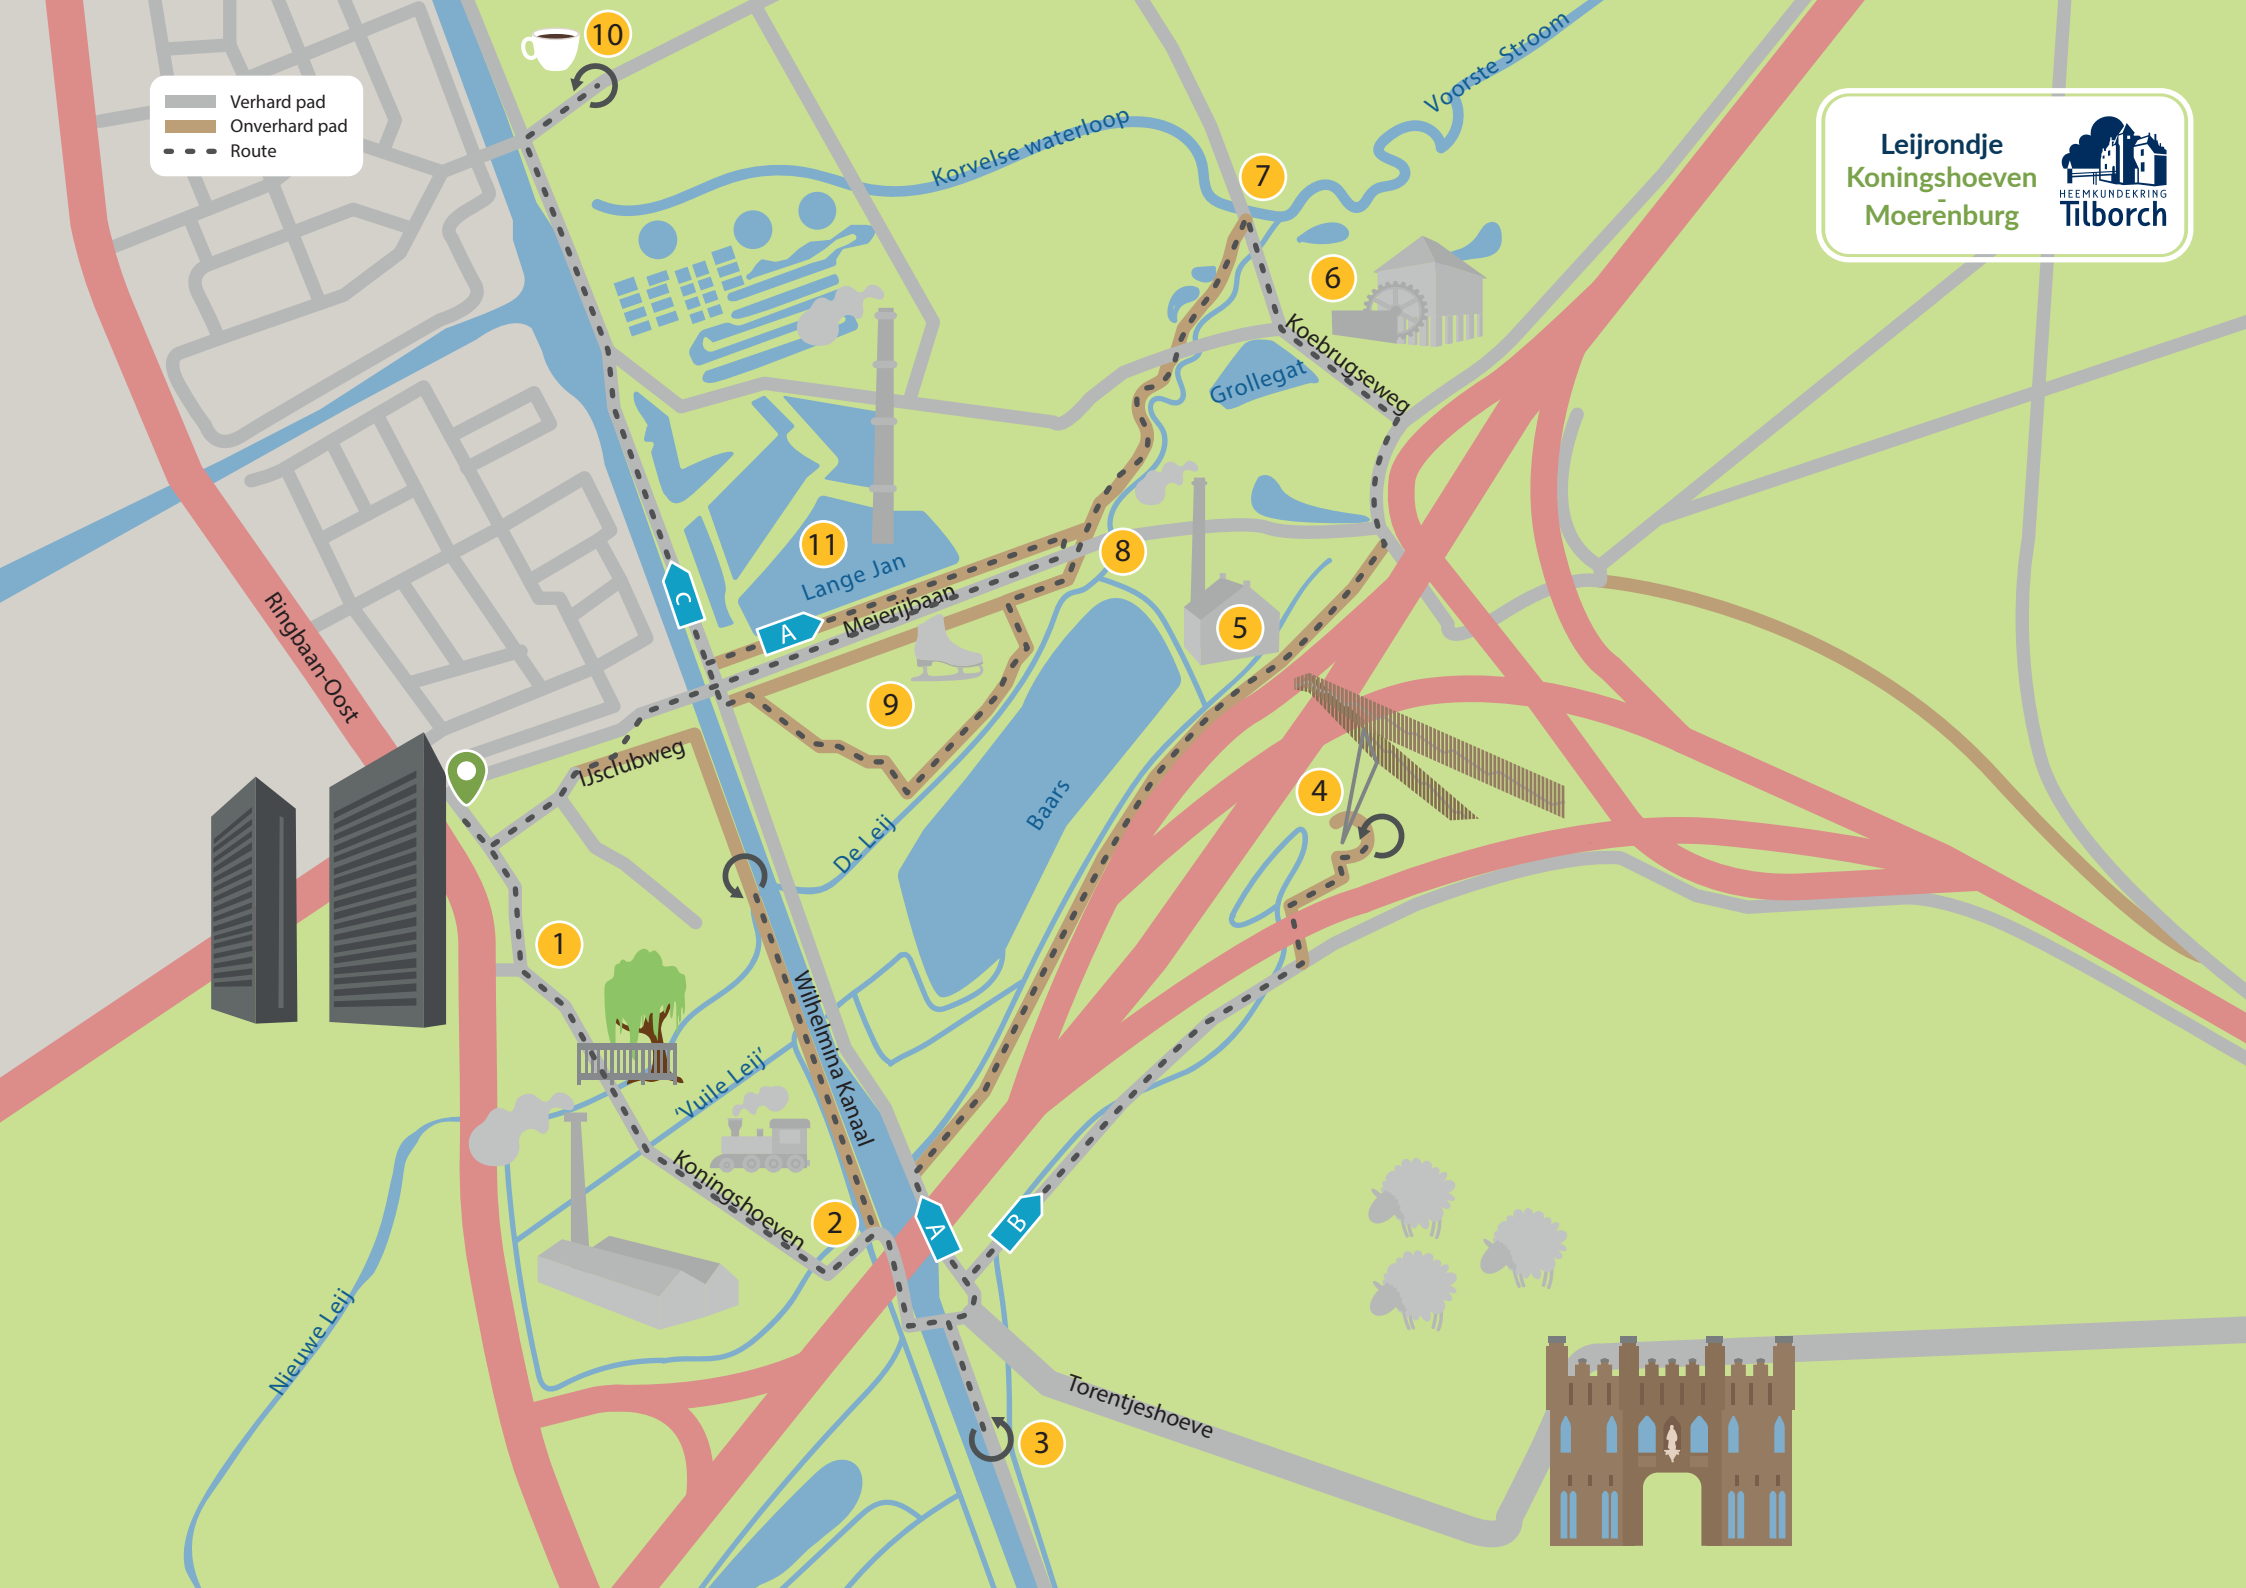 10
Voorste Stroom
Verhard pad
Onverhard pad
Route
Korvelse waterloop
Leijrondje
Koningshoeven
-
Moerenburg
HEEMKUNDEKRING
Tilborch
7
6
Koebrugseweg
Grollegat
11
Lange Jan
8
C
A
Meierijbaan
5
Ringbaan-Oost
9
IJsclubweg
4
Baars
De Leij
1
Wilhelmina Kanaal
'Vuile Leij'
Koningshoeven
2
A
B
Nieuwe Leij
Torentjeshoeve
3